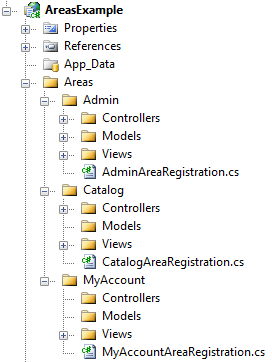 AreasExample
Properties
References
App_Data
Areas
Admin
Controllers
Models
Views
AdminAreaRegistration.cs
Catalog
Controllers
Models
Views
CatalogAreaRegistration.cs
MyAccount
Controllers
Models
Views
MyAccountAreaRegistration.cs